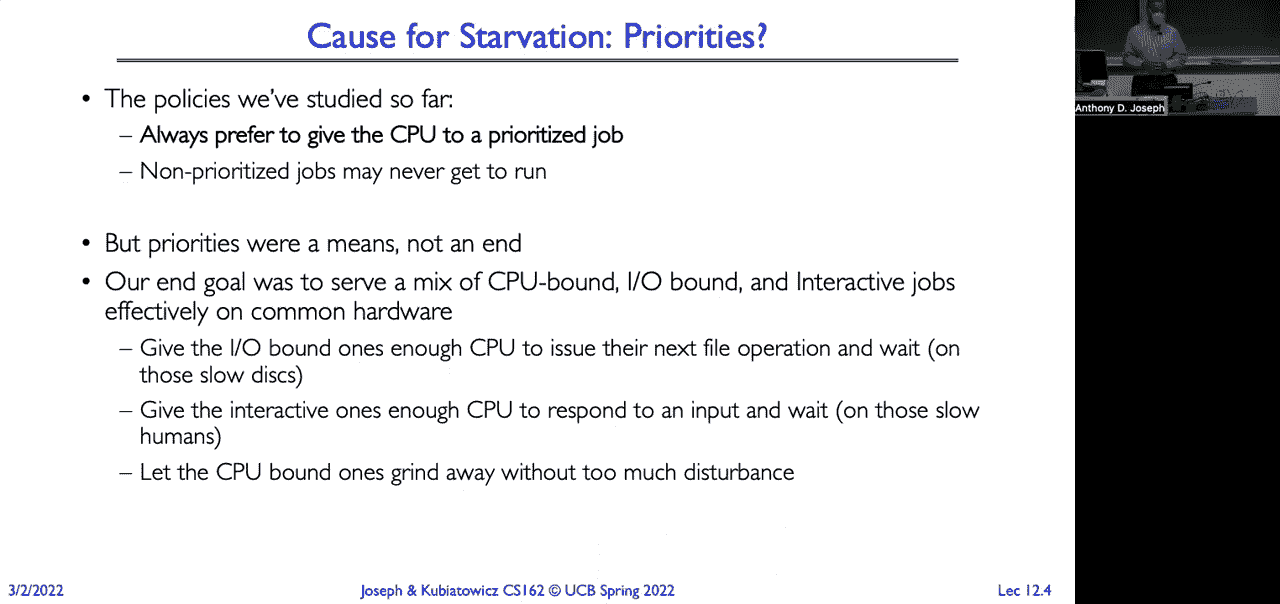 Cause for Starvation: Priorities?
• The policies we've studied so far:
– Always prefer to give the CPU to a prioritized job
– Non-prioritized jobs may never get to run
• But priorities were a means, not an end
• Our end goal was to serve a mix of CPU-bound, I/O bound, and Interactive jobs
effectively on common hardware
– Give the I/O bound ones enough CPU to issue their next file operation and wait (on
those slow discs)
– Give the interactive ones enough CPU to respond to an input and wait (on those slow
humans)
– Let the CPU bound ones grind away without too much disturbance
3/2/2022
Joseph & Kubiatowicz CS162 © UCB Spring 2022
Lec 12.4
Anthony D. Joseph